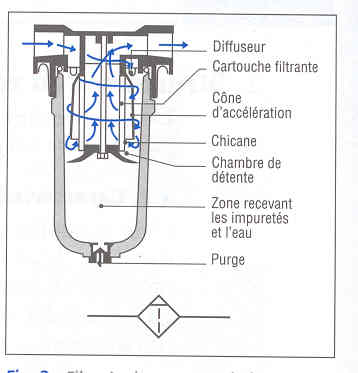 Diffuseur
Cartouche filtrante
Cône
d'accélération
Chicane
Chambre de
détente
Zone recevant
les impuretés
et l'eau
Purge